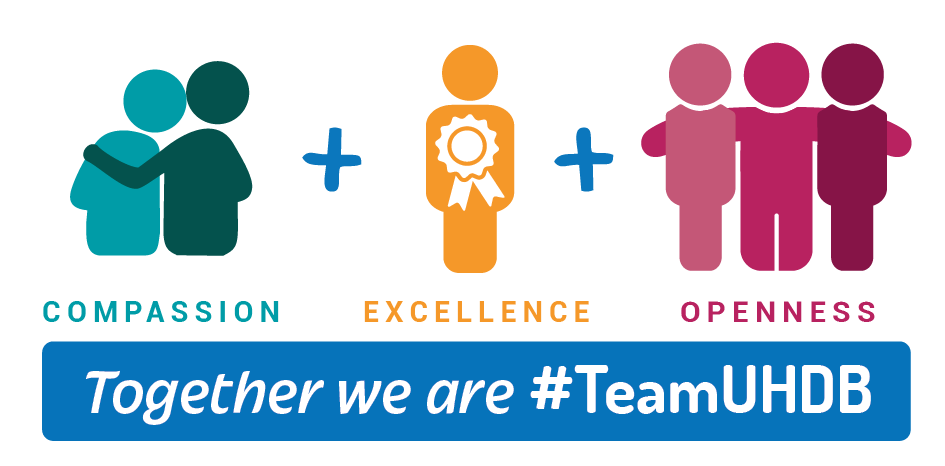 COMPASSION EXCELLENCE OPENNESS
Together we are #TeamUHDB